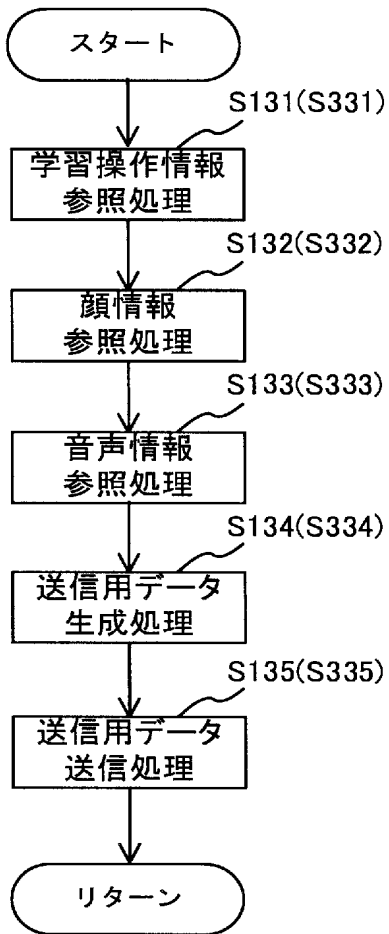 スタート
S131(S331)
学習操作情報
参照処理
S132(S332)
顔情報
参照処理
S133(S333)
音声情報
参照処理
S134(S334)
送信用データ
生成処理
S135(S335)
送信用データ
送信処理
リターン